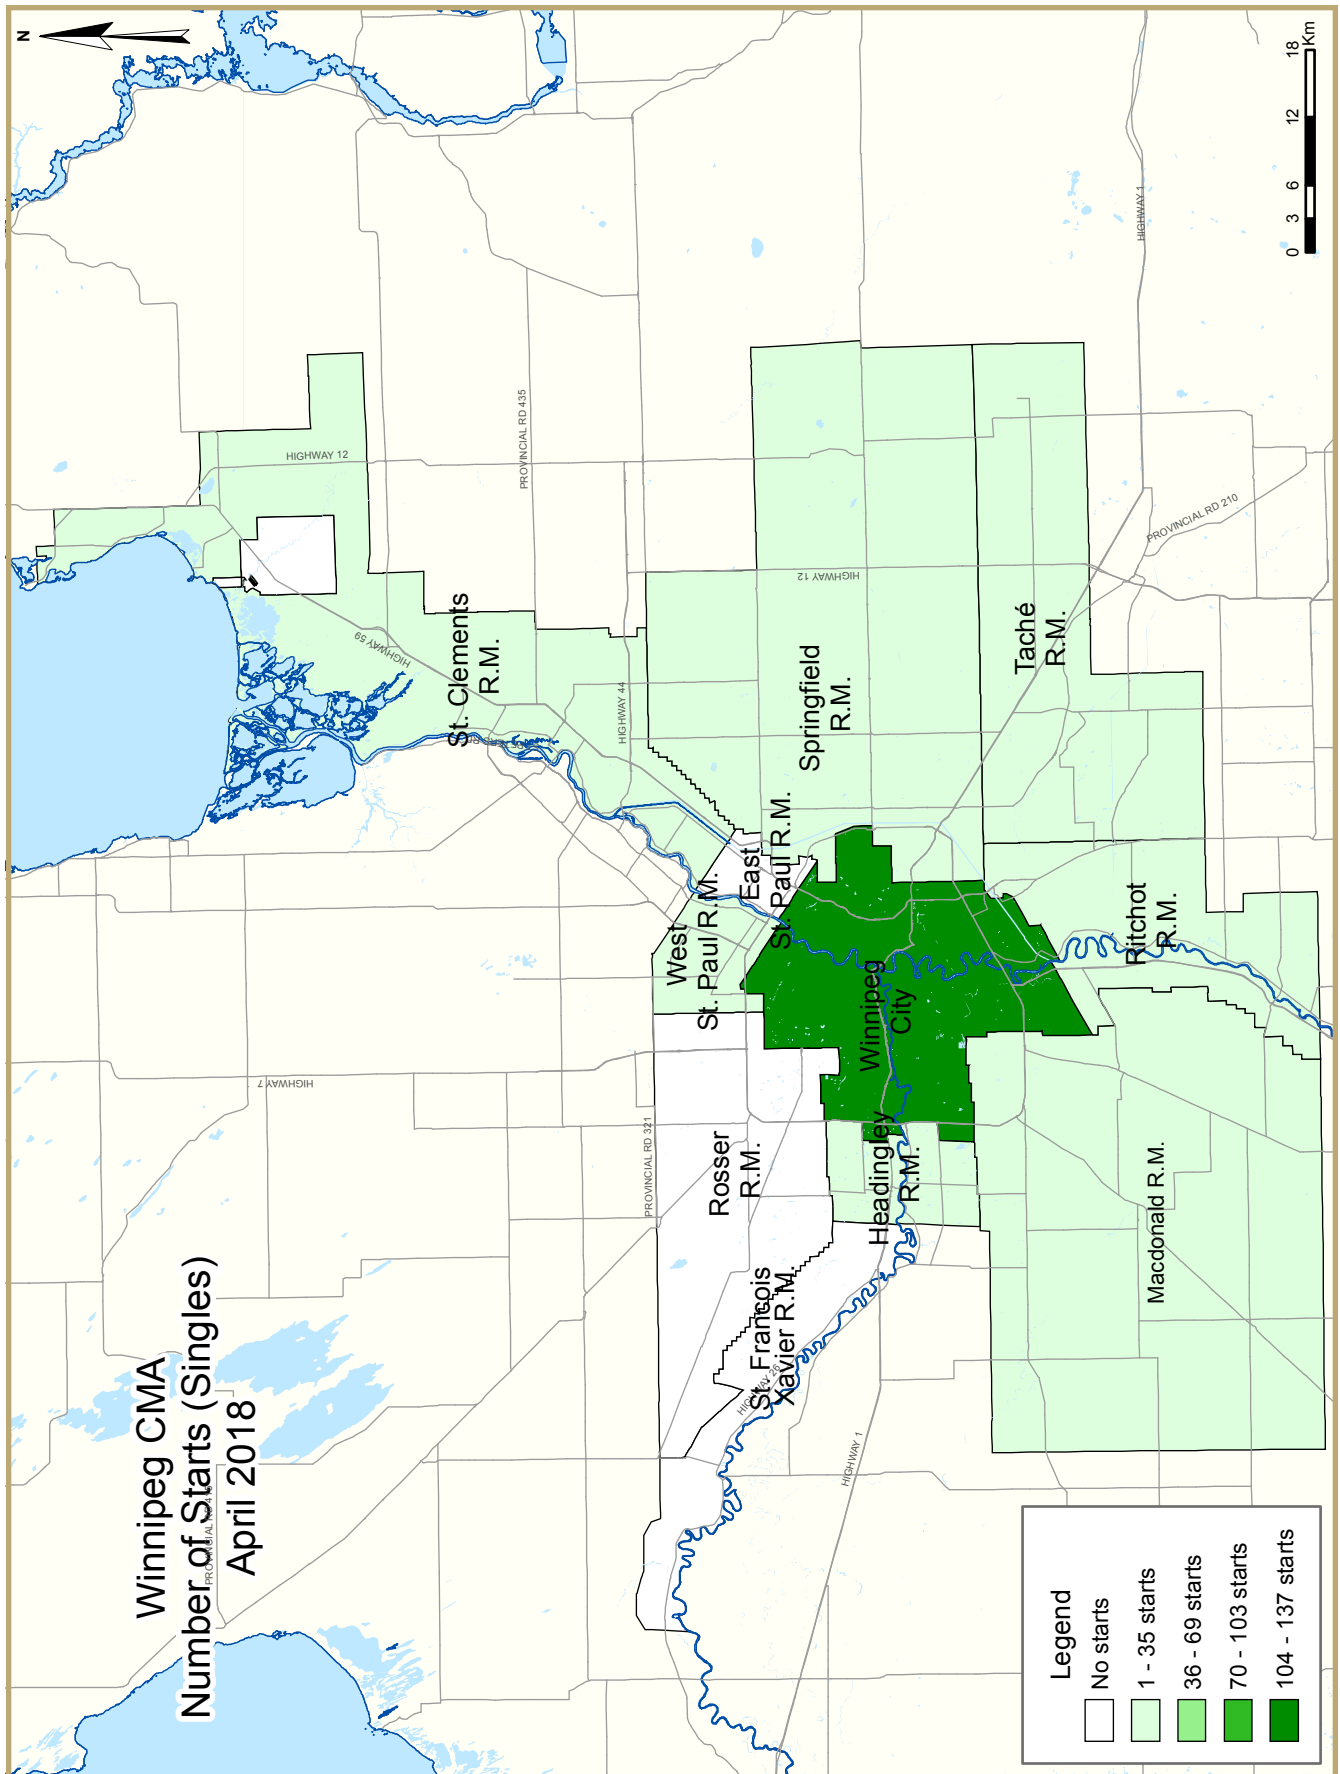 Winnipeg CMA
Number of Starts (Singles)
April 2018
N
HIGHWAY 12
PROVINCIAL RD 435
HIGHWAY 59
St. Clements
R.M.
HIGHWAY 44
HIGHWAY 7
PROVINCIAL RD 321
West
St. Paul R.M.
East
St. Paul R.M.
Springfield
R.M.
HIGHWAY 12
Rosser
R.M.
St. Francois
Xavier R.M.
HIGHWAY 26
HIGHWAY 1
Headingley
R.M.
Winnipeg
City
Taché
R.M.
HIGHWAY 1
PROVINCIAL RD 210
Ritchot
R.M.
Macdonald R.M.
Legend
No starts
1 - 35 starts
36 - 69 starts
70 - 103 starts
104 - 137 starts
0 3 6 12 18
Km